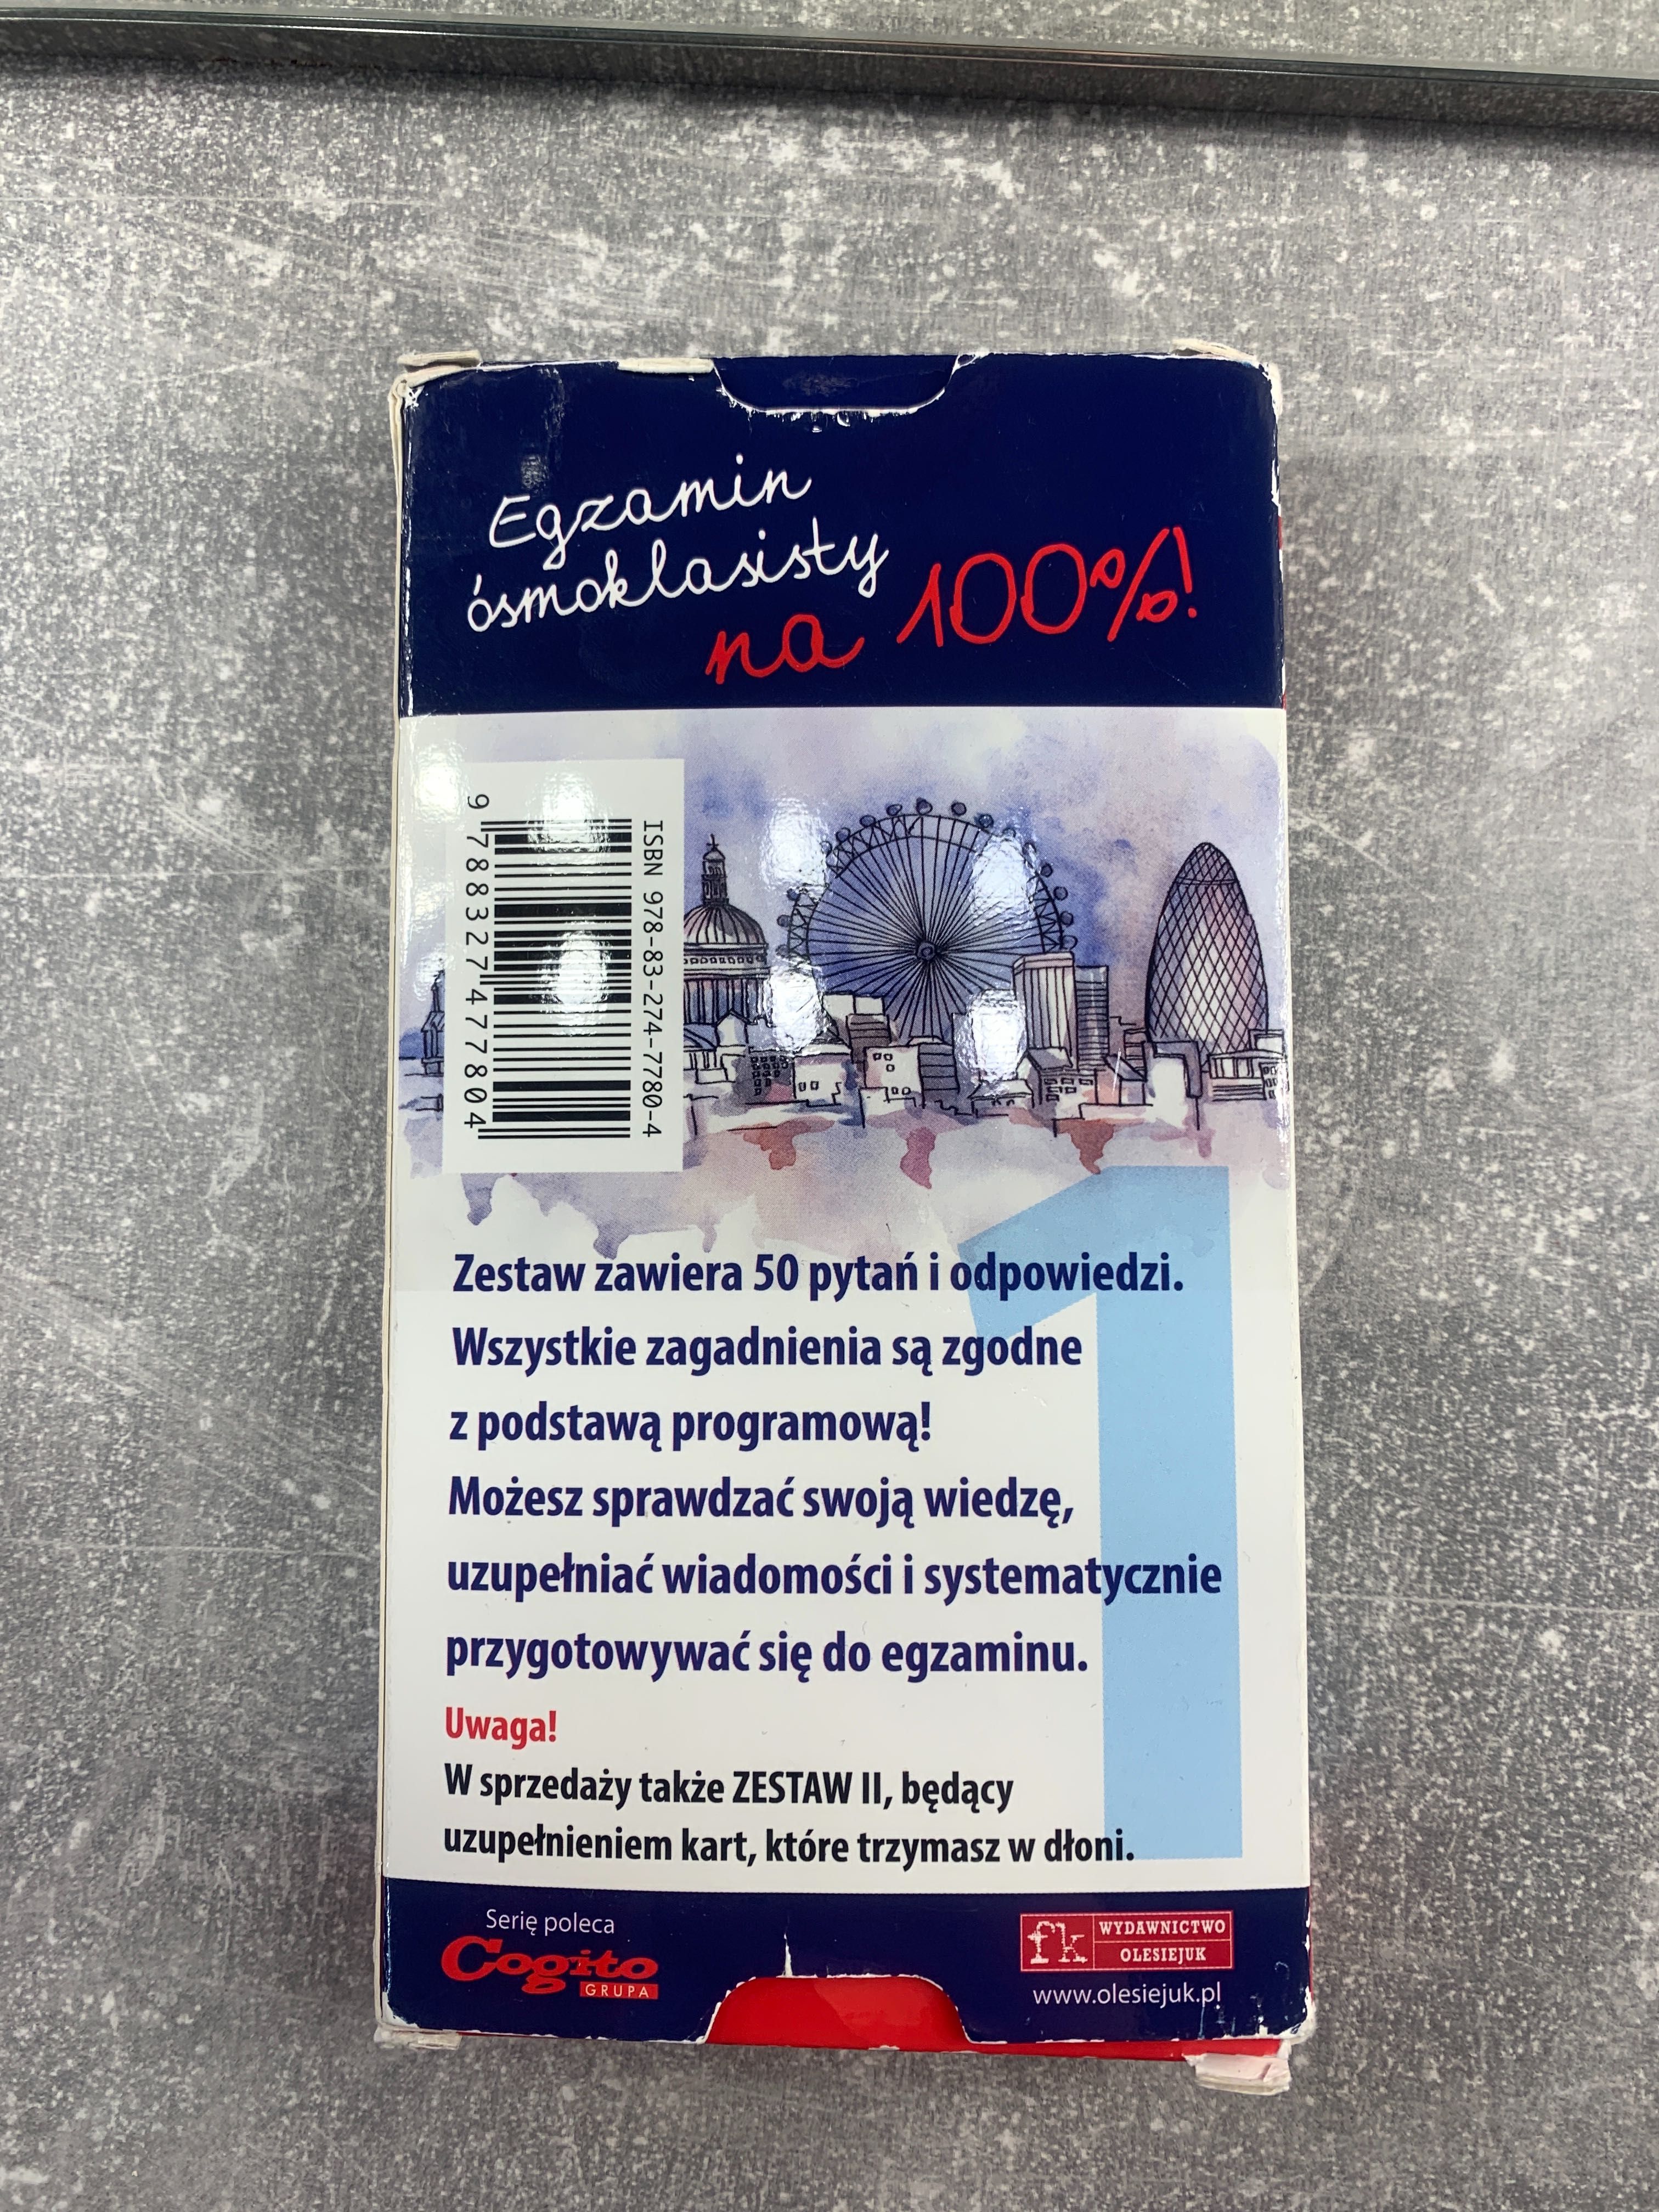 Egzamin
ósmoklasisty
na 100%!
ISBN 978-83-274-7780-4
9 788327 477804
1
Zestaw zawiera 50 pytań i odpowiedzi.
Wszystkie zagadnienia są zgodne
z podstawą programową!
Możesz sprawdzać swoją wiedzę,
uzupełniać wiadomości i systematycznie
przygotowywać się do egzaminu.
Uwaga!
W sprzedaży także ZESTAW II, będący
uzupełnieniem kart, które trzymasz w dłoni.
Serię poleca
Cogito
GRUPA
fk WYDAWNICTWO
OLESIEJUK
www.olesiejuk.pl